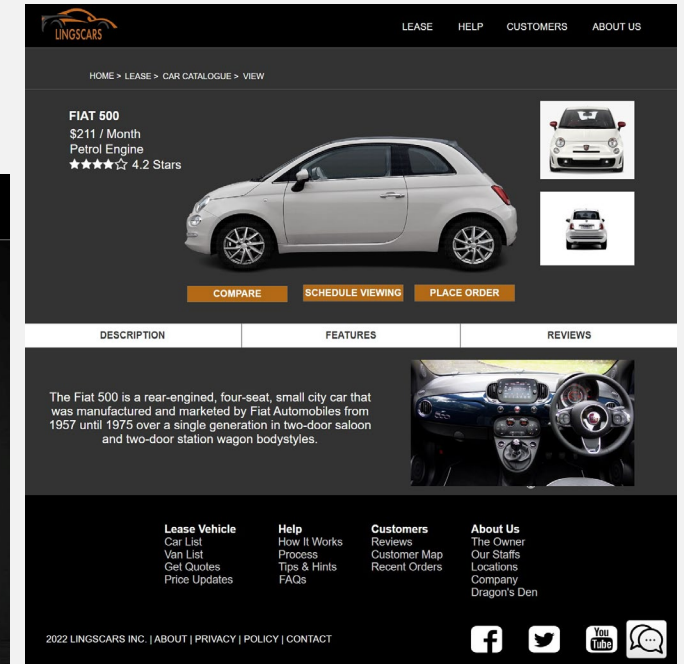 LINGSCARS
LEASE HELP CUSTOMERS ABOUT US
HOME > LEASE > CAR CATALOGUE > VIEW
FIAT 500
$211 / Month
Petrol Engine
★★★★☆ 4.2 Stars
COMPARE SCHEDULE VIEWING PLACE ORDER
DESCRIPTION FEATURES REVIEWS
The Fiat 500 is a rear-engined, four-seat, small city car that
was manufactured and marketed by Fiat Automobiles from
1957 until 1975 over a single generation in two-door saloon
and two-door station wagon bodystyles.
Lease Vehicle
Car List
Van List
Get Quotes
Price Updates
Help
How It Works
Process
Tips & Hints
FAQs
Customers
Reviews
Customer Map
Recent Orders
About Us
The Owner
Our Staffs
Locations
Company
Dragon's Den
2022 LINGSCARS INC. | ABOUT | PRIVACY | POLICY | CONTACT
You
Tube